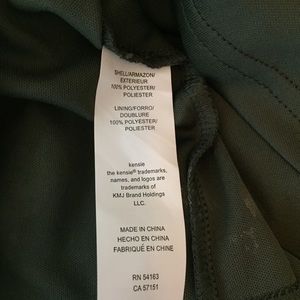 SHELL/ARMAZON/
EXTERIEUR
100% POLYESTER/
POLIESTER
LINING/FORRO/
DOUBLURE
100% POLYESTER/
POLIESTER
kensie
the kensie® trademarks,
names, and logos are
trademarks of
KMJ Brand Holdings
LLC.
MADE IN CHINA
HECHO EN CHINA
FABRIQUÉ EN CHINE
RN 54163
CA 57151